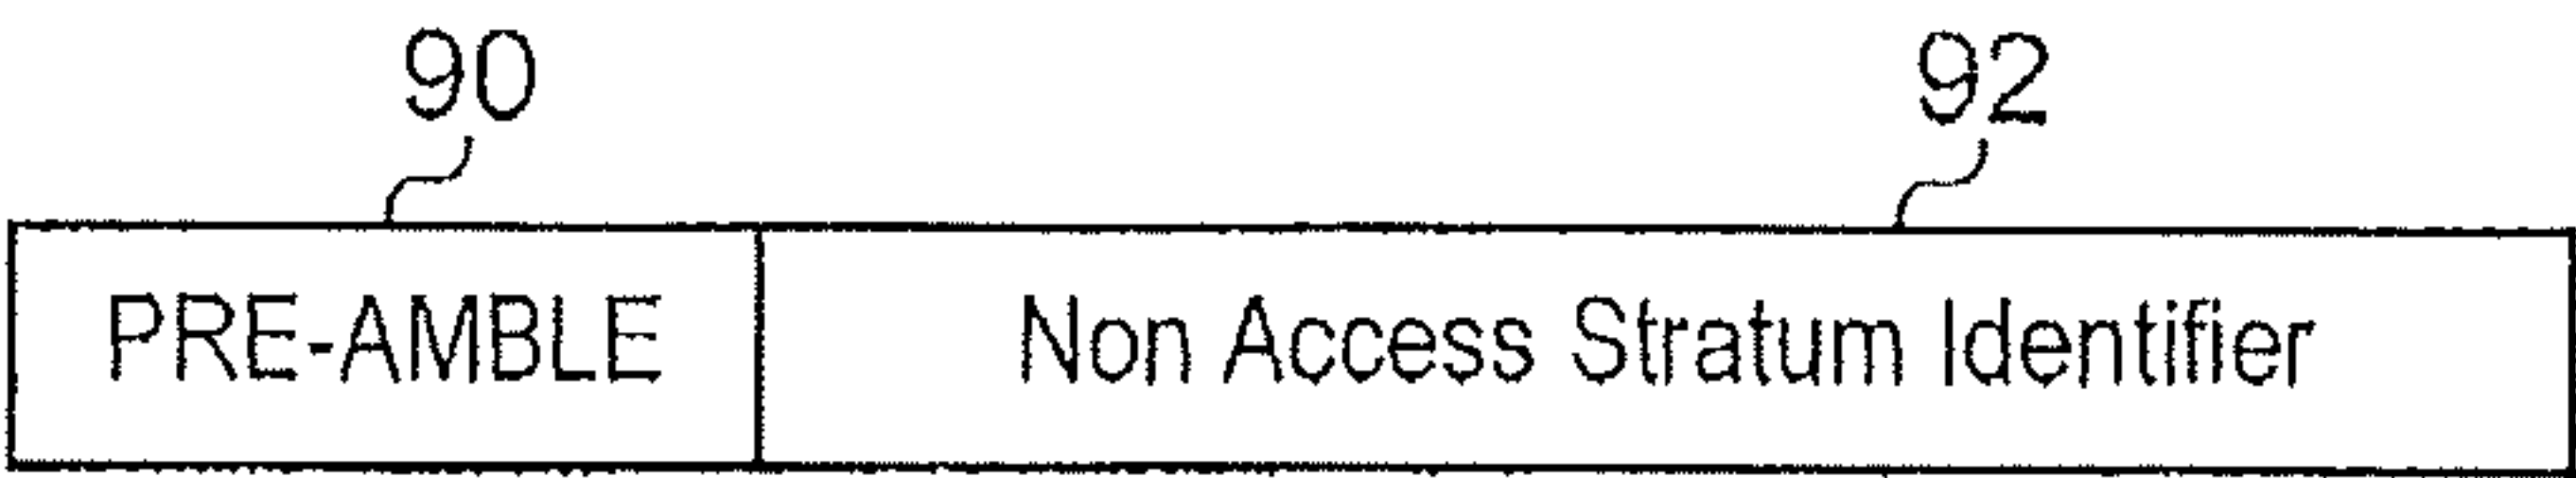 90 92
PRE-AMBLE Non Access Stratum Identifier